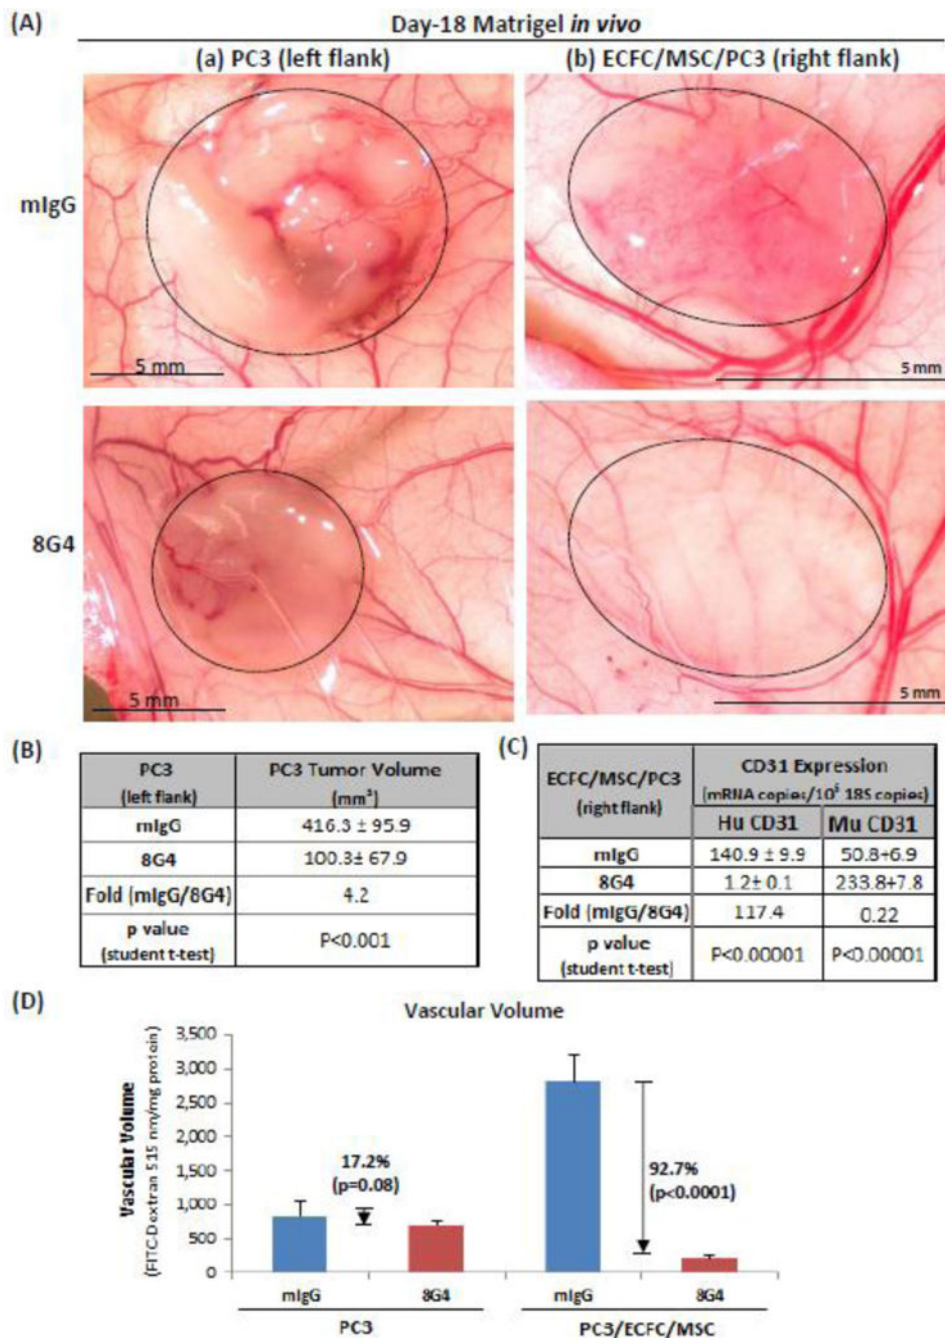 (A)
Day-18 Matrigel in vivo
(a) PC3 (left flank)
(b) ECFC/MSC/PC3 (right flank)
mIgG
5 mm
5 mm
8G4
5 mm
5 mm
(B)
PC3
(left flank)
PC3 Tumor Volume
(mm³)
mIgG
416.3 ± 95.9
8G4
100.3± 67.9
Fold (mIgG/8G4)
4.2
p value
(student t-test)
P<0.001
(C)
ECFC/MSC/PC3
(right flank)
CD31 Expression
(mRNA copies/10⁶ 18S copies)
Hu CD31
Mu CD31
mIgG
140.9 ± 9.9
50.8+6.9
8G4
1.2± 0.1
233.8+7.8
Fold (mIgG/8G4)
117.4
0.22
p value
(student t-test)
P<0.00001
P<0.00001
(D)
Vascular Volume
Vascular Volume
(FITC-Dextran 515 nm/mg protein)
3,500
3,000
2,500
2,000
1,500
1,000
500
0
17.2%
(p=0.08)
92.7%
(p<0.0001)
mIgG
8G4
mIgG
8G4
PC3
PC3/ECFC/MSC